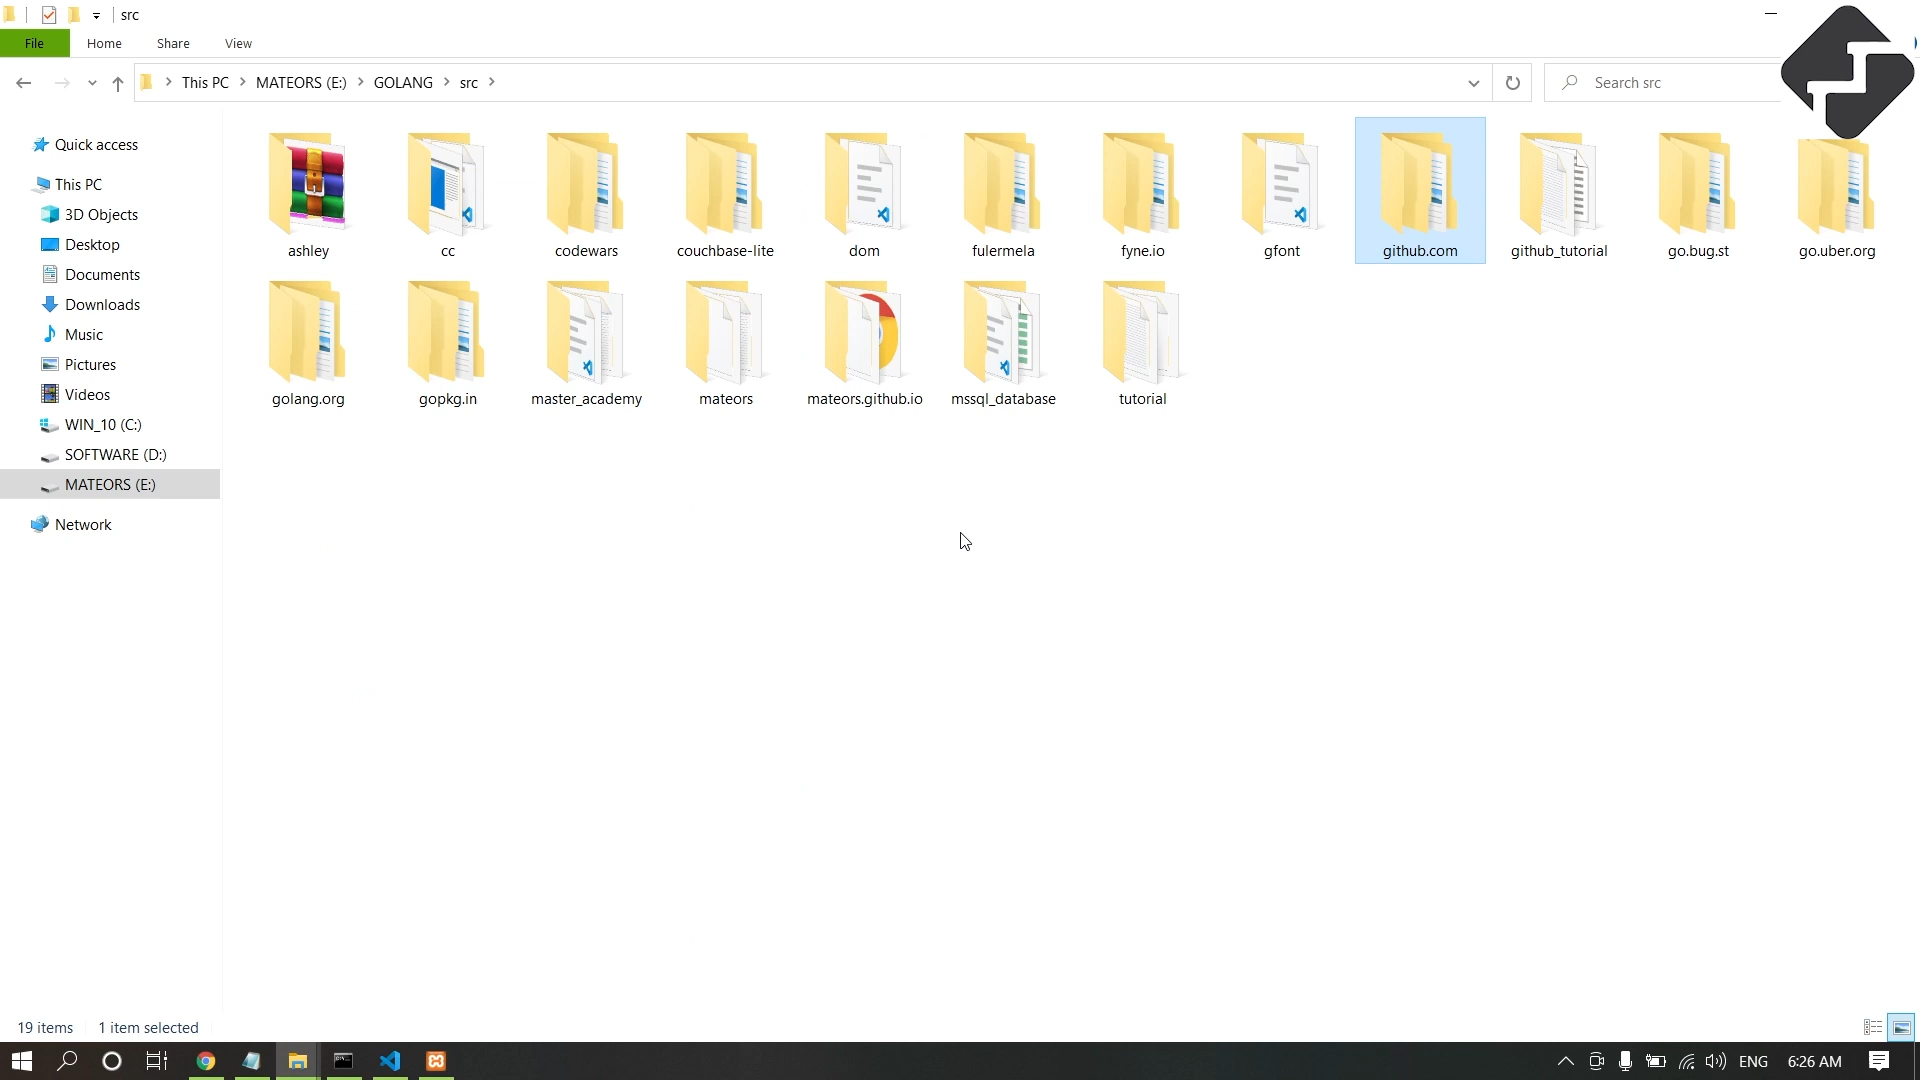 src
File Home Share View
This PC MATEORS (E:) GOLANG src
Search src
Quick access
This PC
3D Objects
Desktop
Documents
Downloads
Music
Pictures
Videos
WIN_10 (C:)
SOFTWARE (D:)
MATEORS (E:)
Network
ashley cc codewars couchbase-lite dom fulermela fyne.io gfont github.com github_tutorial go.bug.st go.uber.org
golang.org gopkg.in master_academy mateors mateors.github.io mssql_database tutorial
19 items 1 item selected
ENG 6:26 AM